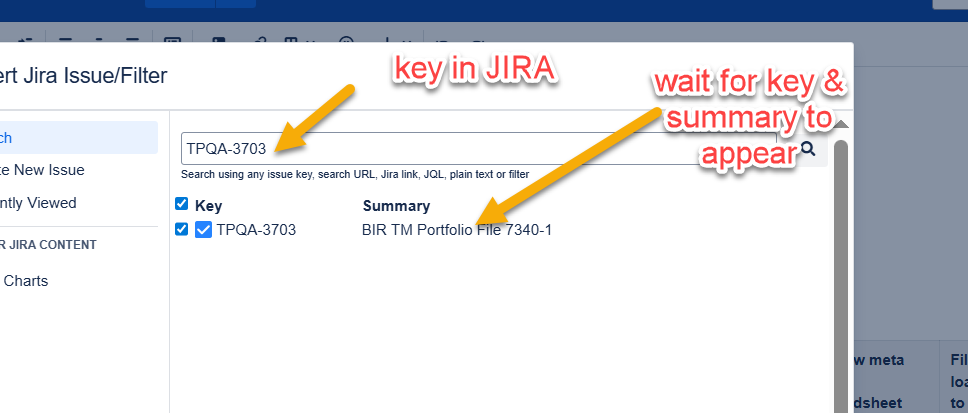 ert Jira Issue/Filter
key in JIRA
wait for key &
summary to
appear
ch
TPQA-3703
te New Issue
Search using any issue key, search URL, Jira link, JQL, plain text or filter
ntly Viewed
Key Summary
TPQA-3703 BIR TM Portfolio File 7340-1
R JIRA CONTENT
Charts
w meta
dsheet
Fil
loa
to